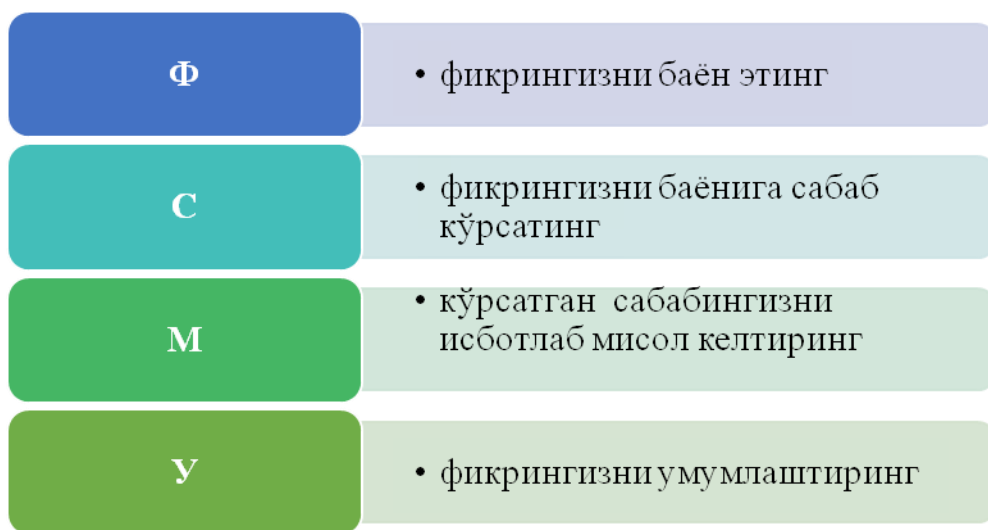 Ф
• фикрингизни баён этинг
С
• фикрингизни баёнига сабаб
кўрсатинг
М
• кўрсатган сабабингизни
исботлаб мисол келтиринг
У
• фикрингизни умумлаштиринг